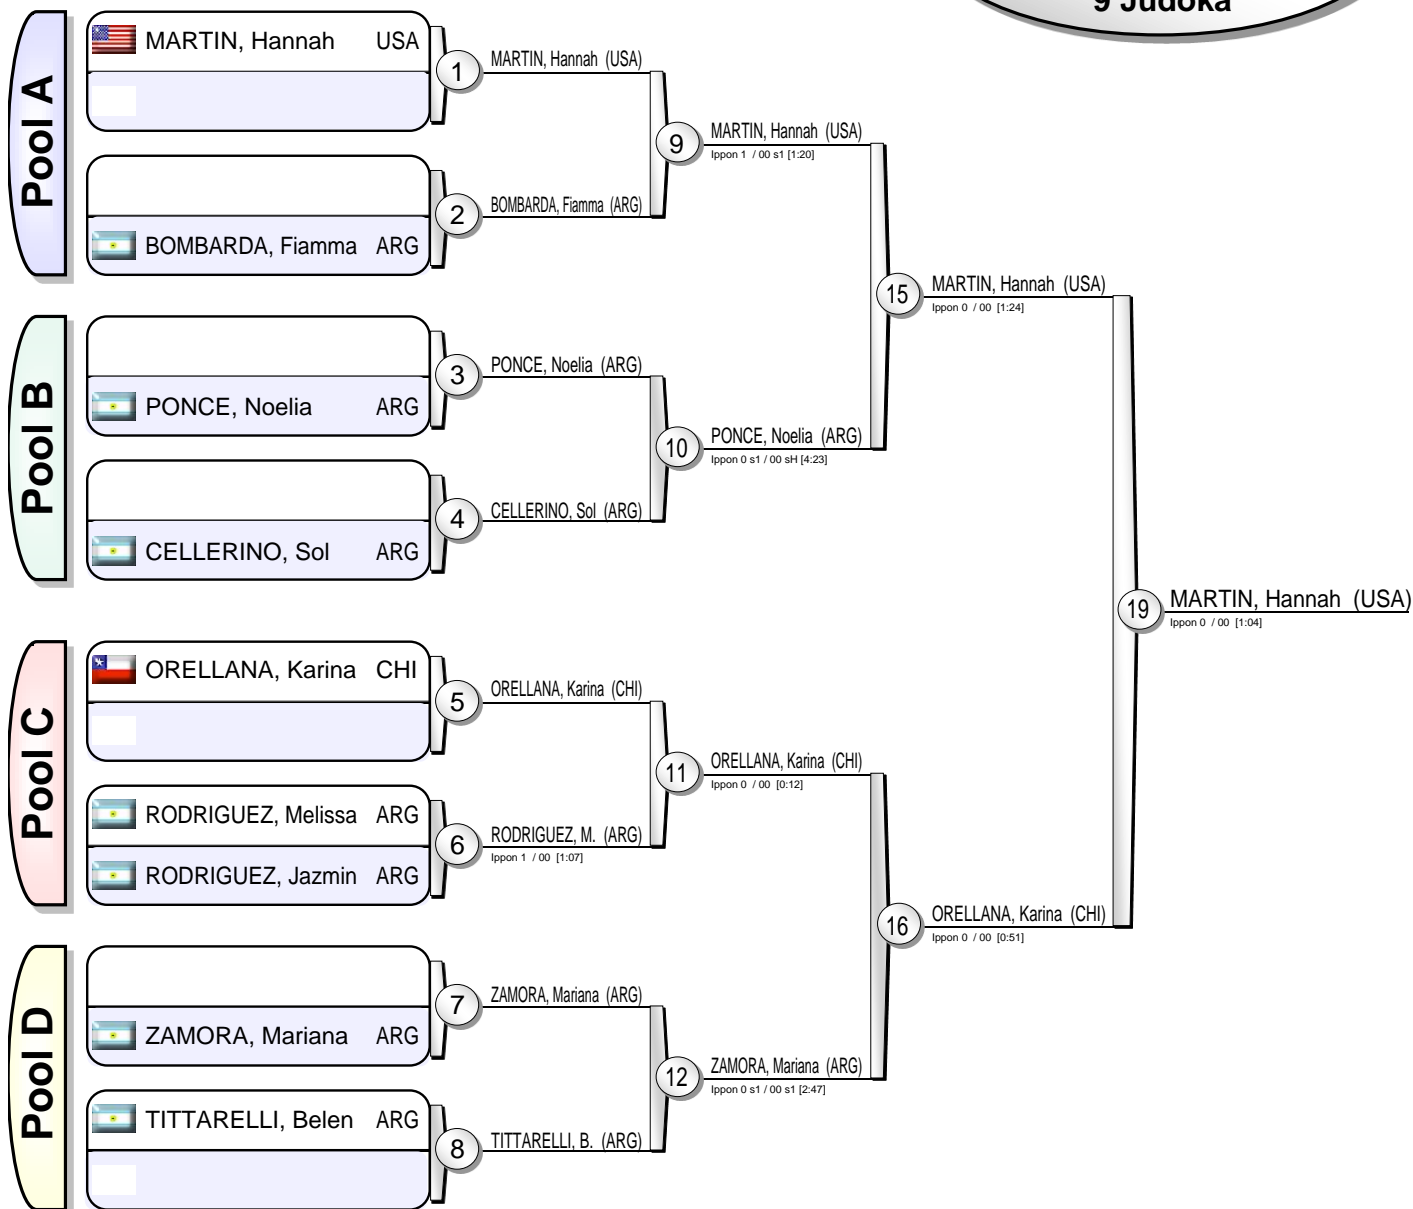 9 Judoka
Pool A
MARTIN, Hannah USA
1
MARTIN, Hannah (USA)
BOMBARDA, Fiamma ARG
2
BOMBARDA, Fiamma (ARG)
9
MARTIN, Hannah (USA)
Ippon 1 / 00 s1 [1:20]
Pool B
PONCE, Noelia ARG
3
PONCE, Noelia (ARG)
CELLERINO, Sol ARG
4
CELLERINO, Sol (ARG)
10
PONCE, Noelia (ARG)
Ippon 0 s1 / 00 sH [4:23]
15
MARTIN, Hannah (USA)
Ippon 0 / 00 [1:24]
Pool C
ORELLANA, Karina CHI
5
ORELLANA, Karina (CHI)
RODRIGUEZ, Melissa ARG
RODRIGUEZ, Jazmin ARG
6
RODRIGUEZ, M. (ARG)
Ippon 1 / 00 [1:07]
11
ORELLANA, Karina (CHI)
Ippon 0 / 00 [0:12]
Pool D
ZAMORA, Mariana ARG
7
ZAMORA, Mariana (ARG)
TITTARELLI, Belen ARG
8
TITTARELLI, B. (ARG)
12
ZAMORA, Mariana (ARG)
Ippon 0 s1 / 00 s1 [2:47]
16
ORELLANA, Karina (CHI)
Ippon 0 / 00 [0:51]
19
MARTIN, Hannah (USA)
Ippon 0 / 00 [1:04]